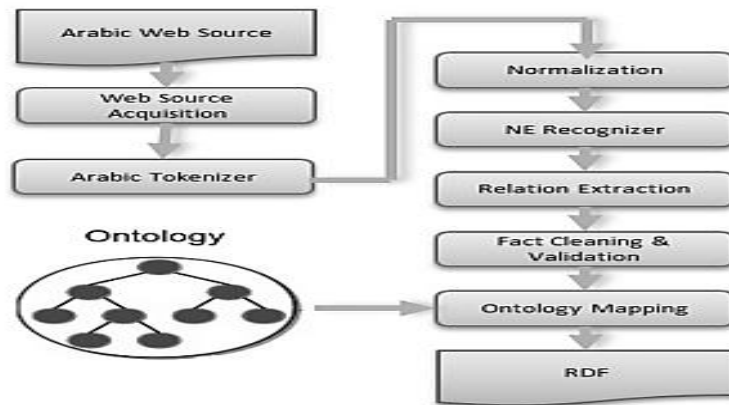 Arabic Web Source
Web Source
Acquisition
Arabic Tokenizer
Normalization
NE Recognizer
Relation Extraction
Fact Cleaning &
Validation
Ontology
Ontology Mapping
RDF